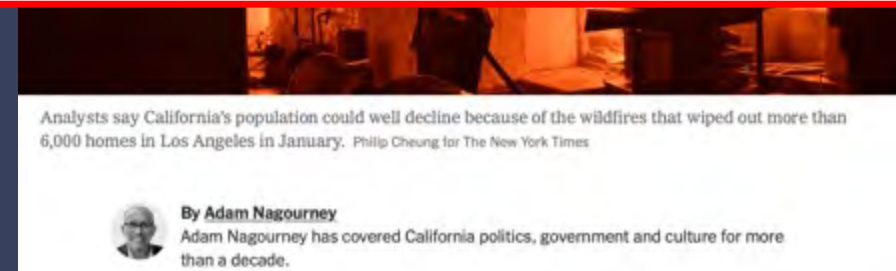 Analysts say California's population could well decline because of the wildfires that wiped out more than
6,000 homes in Los Angeles in January. Philip Cheung for The New York Times
By Adam Nagourney
Adam Nagourney has covered California politics, government and culture for more
than a decade.